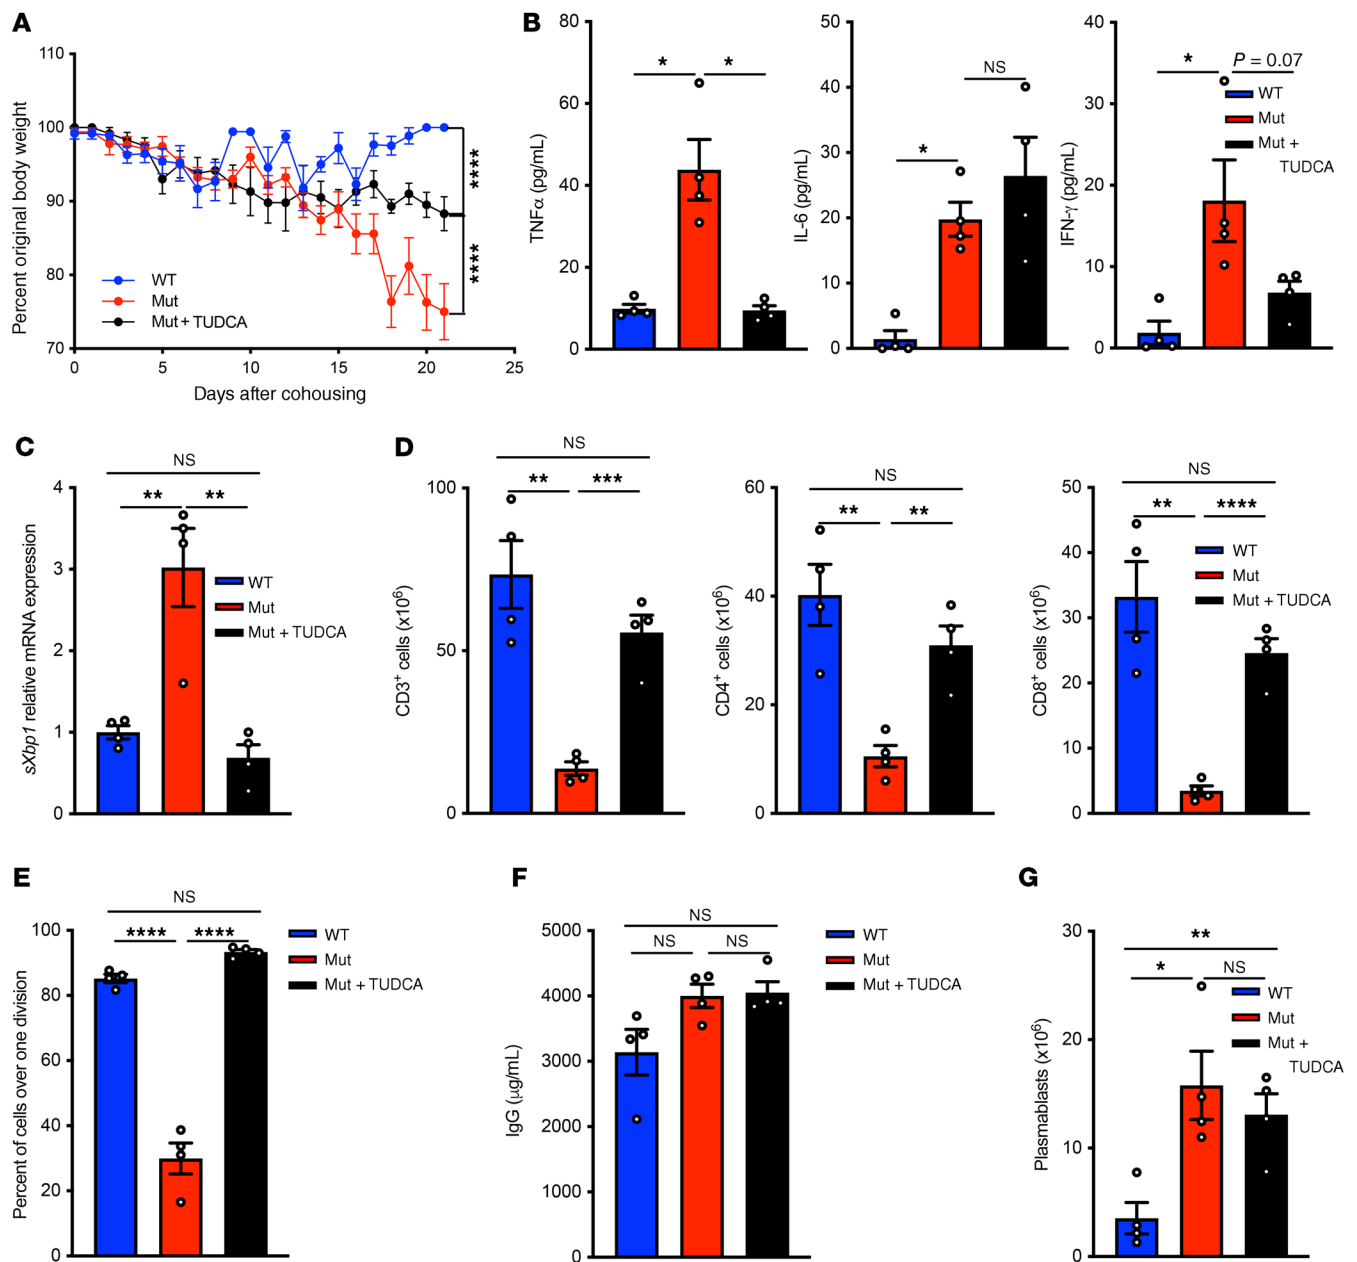 A
110
100
90
80
70
Percent original body weight
****
****
WT
Mut
Mut + TUDCA
0
5
10
15
20
25
Days after cohousing
B
80
60
40
20
0
TNFα (pg/mL)
*
*
50
40
30
20
10
0
IL-6 (pg/mL)
*
NS
40
30
20
10
0
IFN-γ (pg/mL)
*
P = 0.07
WT
Mut
Mut +
TUDCA
C
NS
**
**
4
3
2
1
0
sXbp1 relative mRNA expression
WT
Mut
Mut + TUDCA
D
NS
**
***
100
50
0
CD3+ cells (x10⁶)
NS
**
**
60
40
20
0
CD4+ cells (x10⁶)
NS
**
****
50
40
30
20
10
0
CD8+ cells (x10⁶)
WT
Mut
Mut + TUDCA
E
NS
****
****
100
80
60
40
20
0
Percent of cells over one division
WT
Mut
Mut + TUDCA
F
NS
NS
NS
5000
4000
3000
2000
1000
0
IgG (μg/mL)
WT
Mut
Mut + TUDCA
G
**
*
NS
30
20
10
0
Plasmablasts (x10⁶)
WT
Mut
Mut +
TUDCA